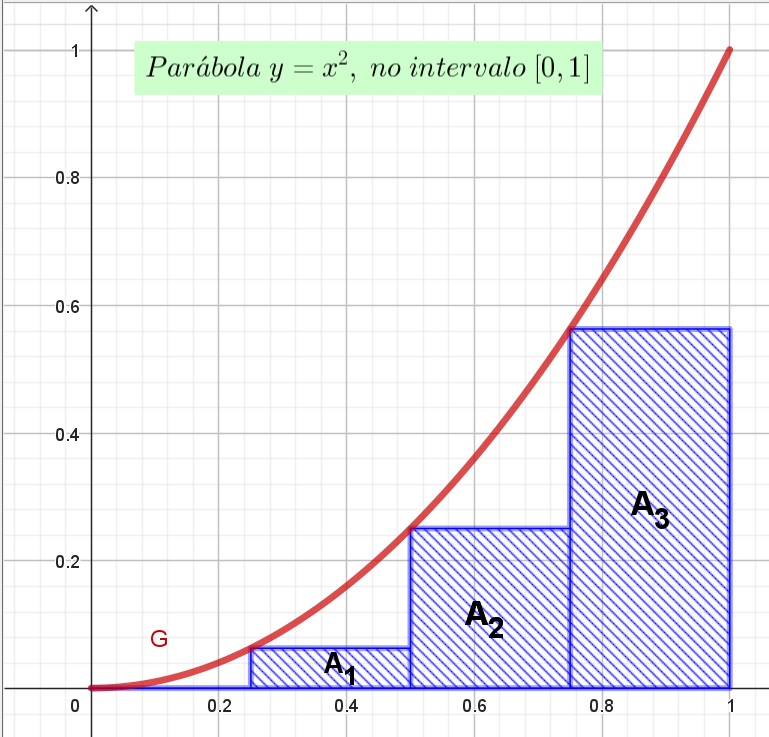 Parábola y = x², no intervalo [0, 1]
1
0.8
0.6
0.4
0.2
G
A₁
A₂
A₃
0 0.2 0.4 0.6 0.8 1